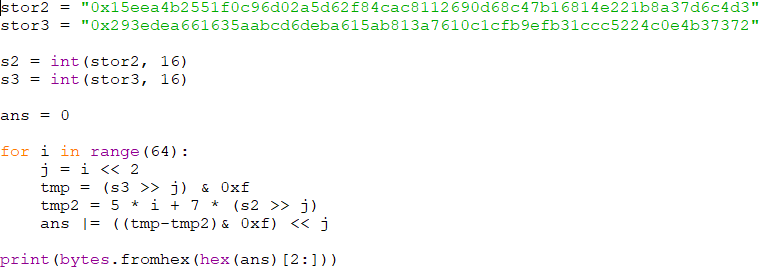 stor2 = "0x15eea4b2551f0c96d02a5d62f84cac8112690d68c47b16814e221b8a37d6c4d3"
stor3 = "0x293edea661635aabcd6deba615ab813a7610c1cfb9efb31ccc5224c0e4b37372"
s2 = int(stor2, 16)
s3 = int(stor3, 16)
ans = 0
for i in range(64):
    j = i << 2
    tmp = (s3 >> j) & 0xf
    tmp2 = 5 * i + 7 * (s2 >> j)
    ans |= ((tmp-tmp2)& 0xf) << j
print(bytes.fromhex(hex(ans)[2:]))